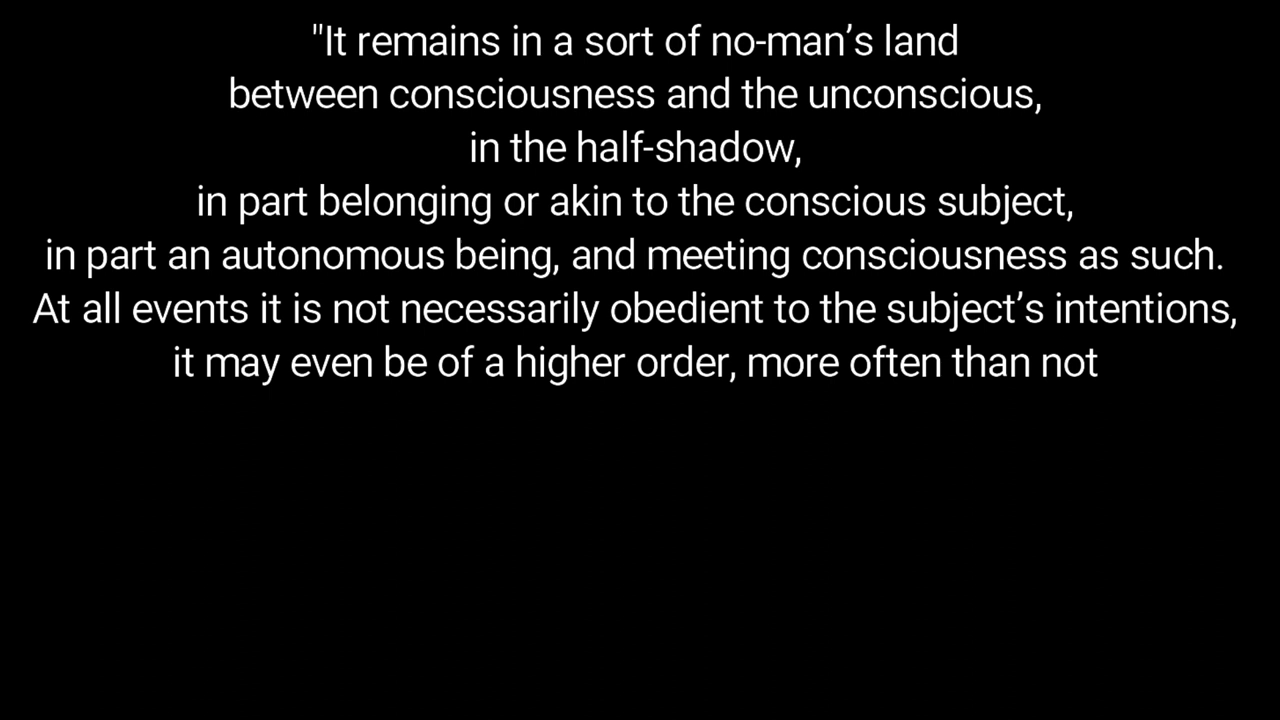 "It remains in a sort of no-man’s land
between consciousness and the unconscious,
in the half-shadow,
in part belonging or akin to the conscious subject,
in part an autonomous being, and meeting consciousness as such.
At all events it is not necessarily obedient to the subject’s intentions,
it may even be of a higher order, more often than not